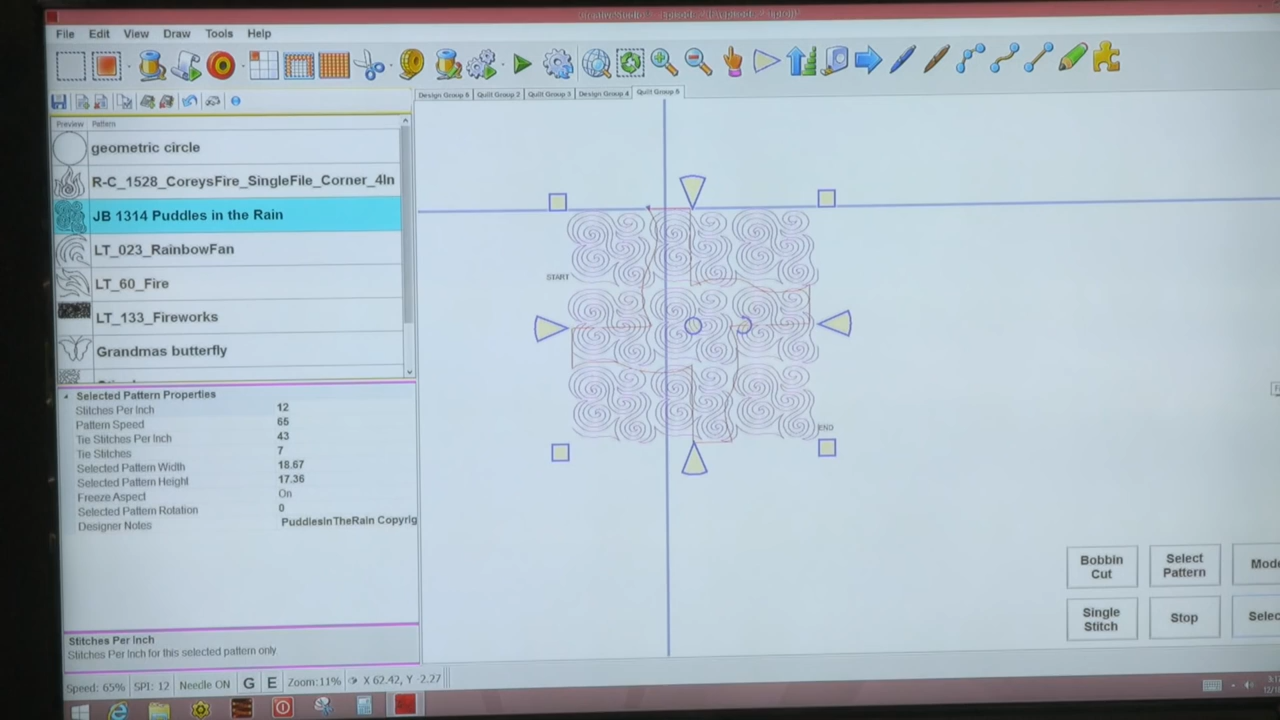 File Edit View Draw Tools Help
Design Group 5 Quilt Group 2 Quilt Group 3 Design Group 4 Quilt Group 6
Preview Pattern
geometric circle
R-C_1528_CoreysFire_SingleFile_Corner_4In
JB 1314 Puddles in the Rain
LT_023_RainbowFan
LT_60_Fire
LT_133_Fireworks
Grandmas butterfly
START
END
Selected Pattern Properties
Stitches Per Inch 12
Pattern Speed 65
Tie Stitches Per Inch 43
Tie Stitches 7
Selected Pattern Width 18.67
Selected Pattern Height 17.36
Freeze Aspect On
Selected Pattern Rotation 0
Designer Notes PuddlesInTheRain Copyrig
Bobbin Cut
Select Pattern
Mode
Single Stitch
Stop
Selec
Stitches Per Inch
Stitches Per Inch for this selected pattern only
Speed: 65% SPI: 12 Needle ON G E Zoom:11% X 62.42, Y -2.27